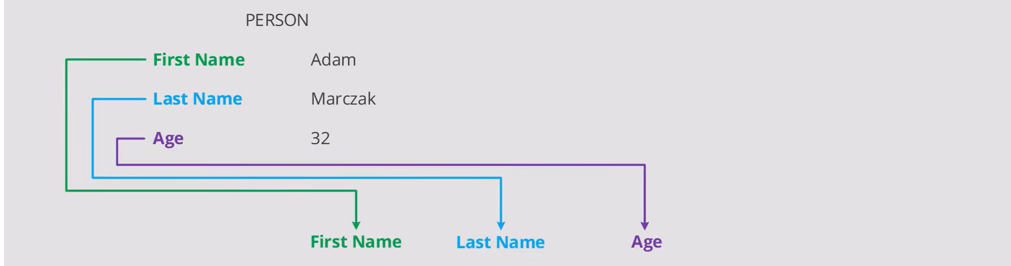 PERSON
First Name Adam
Last Name Marczak
Age 32
First Name Last Name Age